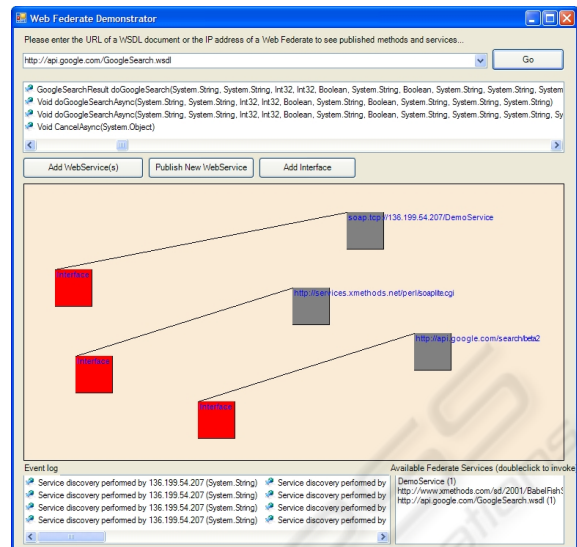 Web Federate Demonstrator
Please enter the URL of a WSDL document or the IP address of a Web Federate to see published methods and services...
http://api.google.com/GoogleSearch.wsdl
Go
GoogleSearchResult doGoogleSearch(System.String, System.String, Int32, Int32, Boolean, System.String, Boolean, System.String, System.String, System
Void doGoogleSearchAsync(System.String, System.String, Int32, Int32, Boolean, System.String, Boolean, System.String, System.String, System.String)
Void doGoogleSearchAsync(System.String, System.String, Int32, Int32, Boolean, System.String, Boolean, System.String, System.String, System.String, Sy
Void CancelAsync(System.Object)
Add WebService(s)
Publish New WebService
Add Interface
soap.tcp://136.199.54.207/DemoService
interface
http://services.xmethods.net/perl/soaplite.cgi
http://api.google.com/search/beta2
interface
interface
Event log
Available Federate Services (doubleclick to invoke
Service discovery performed by 136.199.54.207 (System.String) Service discovery performed by
Service discovery performed by 136.199.54.207 (System.String) Service discovery performed by
Service discovery performed by 136.199.54.207 (System.String) Service discovery performed by
Service discovery performed by 136.199.54.207 (System.String) Service discovery performed by
DemoService (1)
http://www.xmethods.com/sd/2001/BabelFishS
http://api.google.com/GoogleSearch.wsdl (1)